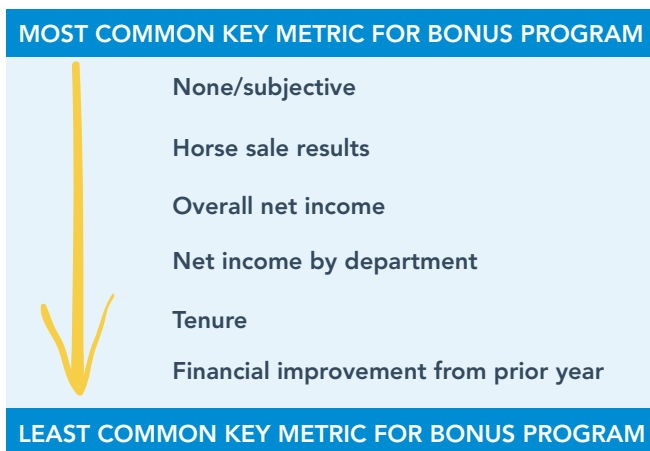 MOST COMMON KEY METRIC FOR BONUS PROGRAM
None/subjective
Horse sale results
Overall net income
Net income by department
Tenure
Financial improvement from prior year
LEAST COMMON KEY METRIC FOR BONUS PROGRAM